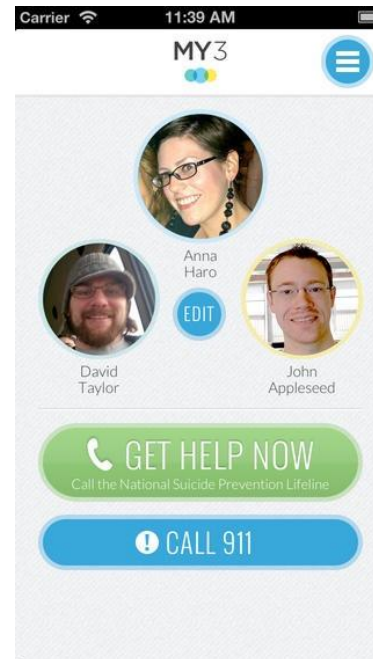 Carrier 11:39 AM
MY3
Anna
Haro
EDIT
David
Taylor
John
Appleseed
GET HELP NOW
Call the National Suicide Prevention Lifeline
CALL 911